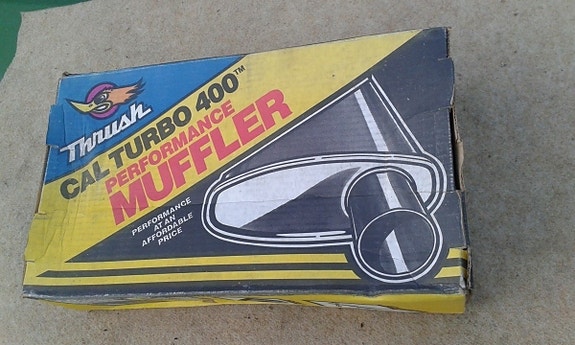 Thrush
CAL TURBO 400™
PERFORMANCE
MUFFLER
PERFORMANCE
AT AN
AFFORDABLE
PRICE